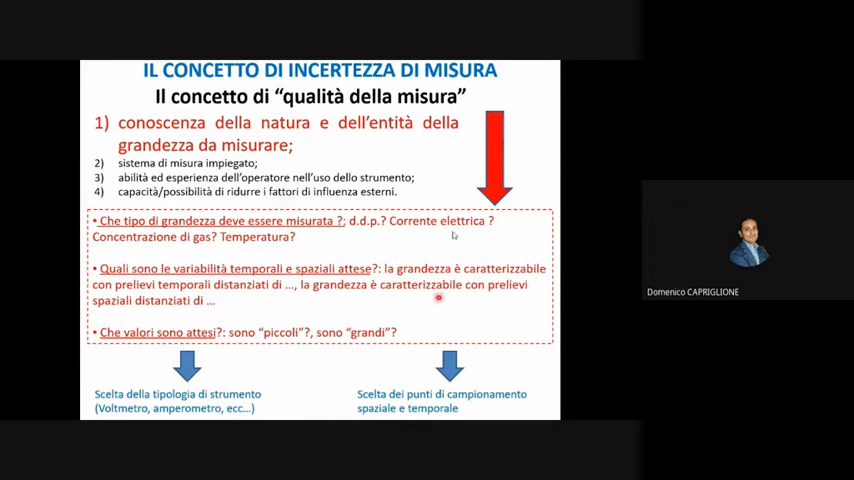 IL CONCETTO DI INCERTEZZA DI MISURA
Il concetto di “qualità della misura”
1) conoscenza della natura e dell’entità della
grandezza da misurare;
2) sistema di misura impiegato;
3) abilità ed esperienza dell’operatore nell’uso dello strumento;
4) capacità/possibilità di ridurre i fattori di influenza esterni.
• Che tipo di grandezza deve essere misurata ?: d.d.p.? Corrente elettrica ?
Concentrazione di gas? Temperatura?
• Quali sono le variabilità temporali e spaziali attese?: la grandezza è caratterizzabile
con prelievi temporali distanziati di ..., la grandezza è caratterizzabile con prelievi
spaziali distanziati di ...
• Che valori sono attesi?: sono “piccoli”?, sono “grandi”?
Scelta della tipologia di strumento
(Voltmetro, amperometro, ecc...)
Scelta dei punti di campionamento
spaziale e temporale
Domenico CAPRIGLIONE